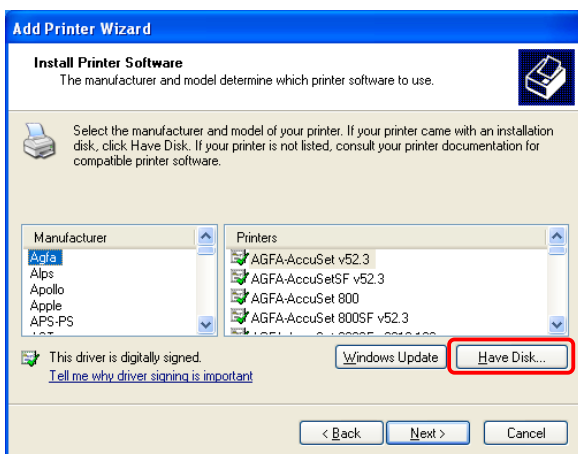 Add Printer Wizard
Install Printer Software
The manufacturer and model determine which printer software to use.
Select the manufacturer and model of your printer. If your printer came with an installation
disk, click Have Disk. If your printer is not listed, consult your printer documentation for
compatible printer software.
Manufacturer
Agfa
Alps
Apollo
Apple
APS-PS
Printers
AGFA-AccuSet v52.3
AGFA-AccuSetSF v52.3
AGFA-AccuSet 800
AGFA-AccuSet 800SF v52.3
This driver is digitally signed.
Tell me why driver signing is important
Windows Update
Have Disk...
< Back
Next >
Cancel